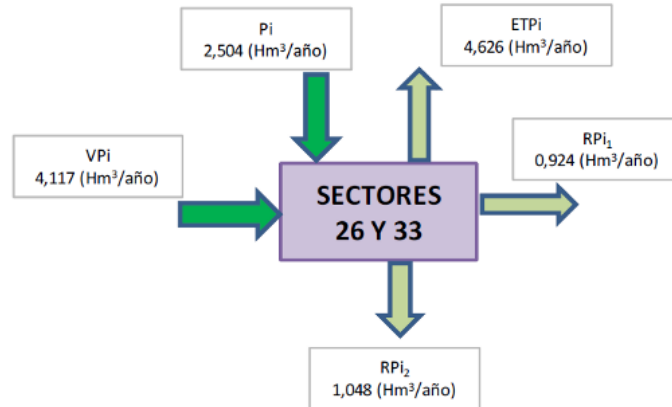 Pi
2,504 (Hm³/año)
ETPi
4,626 (Hm³/año)
VPi
4,117 (Hm³/año)
SECTORES
26 Y 33
RPi₁
0,924 (Hm³/año)
RPi₂
1,048 (Hm³/año)